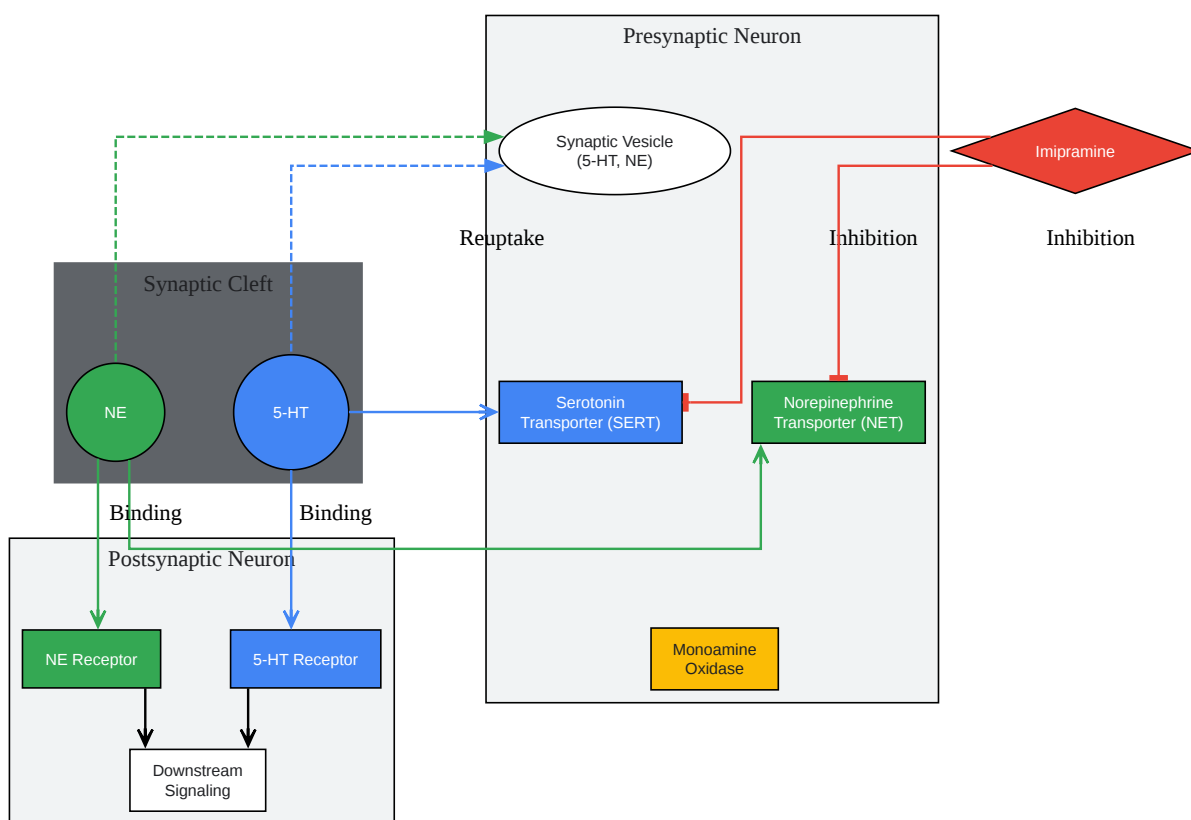 Presynaptic Neuron
Synaptic Vesicle
(5-HT, NE)
Imipramine
Reuptake
Inhibition
Inhibition
Synaptic Cleft
NE
5-HT
Serotonin
Transporter (SERT)
Norepinephrine
Transporter (NET)
Binding
Binding
Postsynaptic Neuron
NE Receptor
5-HT Receptor
Monoamine
Oxidase
Downstream
Signaling